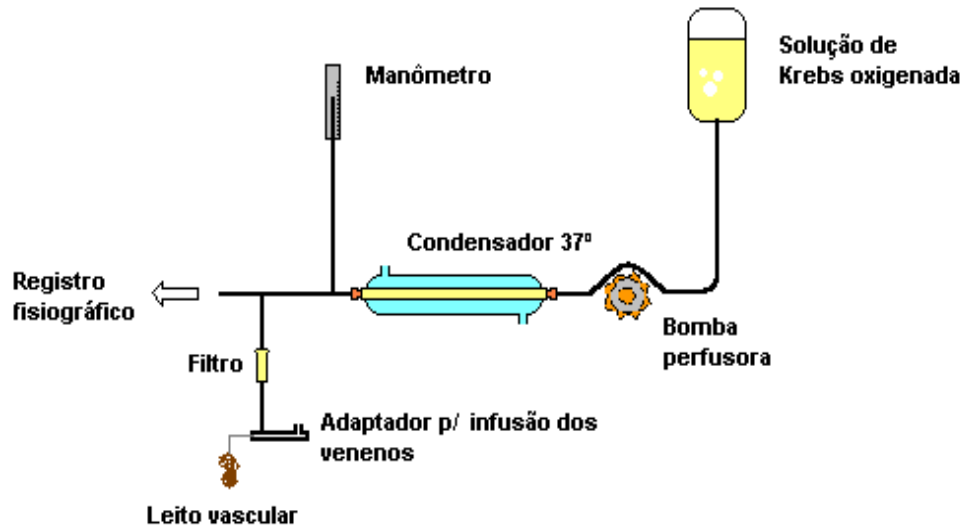 Solução de
Krebs oxigenada
Manômetro
Condensador 37º
Registro
fisiográfico
Bomba
perfusora
Filtro
Adaptador p/ infusão dos
venenos
Leito vascular